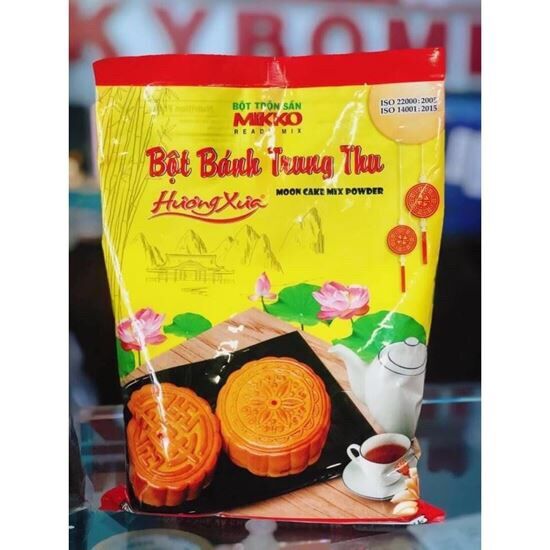 KYROME
BỘT TRỘN SẴN
MIKKO
READY MIX
ISO 22000:2005
ISO 14001:2015
Bột Bánh Trung Thu
MOON CAKE MIX POWDER
Hương Xưa®